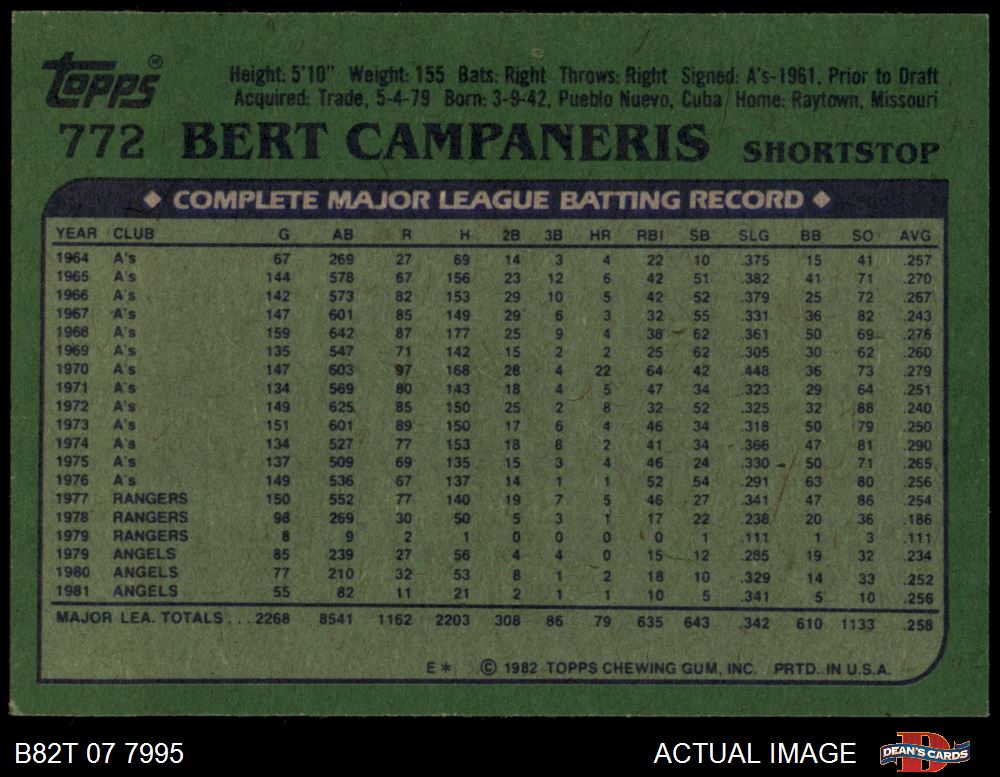 Topps®
Height: 5'10" Weight: 155 Bats: Right Throws: Right Signed: A's-1961, Prior to Draft
Acquired: Trade, 5-4-79 Born: 3-9-42, Pueblo Nuevo, Cuba Home: Raytown, Missouri
772 BERT CAMPANERIS SHORTSTOP
◆ COMPLETE MAJOR LEAGUE BATTING RECORD ◆
YEAR CLUB G AB R H 2B 3B HR RBI SB SLG BB SO AVG
1964 A's 67 269 27 69 14 3 4 22 10 .375 15 41 .257
1965 A's 144 578 67 156 23 12 6 42 51 .382 41 71 .270
1966 A's 142 573 82 153 29 10 5 42 52 .379 25 72 .267
1967 A's 147 601 85 149 29 6 3 32 55 .331 36 82 .243
1968 A's 159 642 87 177 25 9 4 38 62 .361 50 69 .276
1969 A's 135 547 71 142 15 2 2 25 62 .305 30 62 .260
1970 A's 147 603 97 168 28 4 22 64 42 .448 36 73 .279
1971 A's 134 569 80 143 18 4 5 47 34 .323 29 64 .251
1972 A's 149 625 85 150 25 2 8 32 52 .325 32 88 .240
1973 A's 151 601 89 150 17 6 4 46 34 .318 50 79 .250
1974 A's 134 527 77 153 18 8 2 41 34 .366 47 81 .290
1975 A's 137 509 69 135 15 3 4 46 24 .330 50 71 .265
1976 A's 149 536 67 137 14 1 1 52 54 .291 63 80 .256
1977 RANGERS 150 552 77 140 19 7 5 46 27 .341 47 86 .254
1978 RANGERS 98 269 30 50 5 3 1 17 22 .238 20 36 .186
1979 RANGERS 8 9 2 1 0 0 0 0 1 .111 1 3 .111
1979 ANGELS 85 239 27 56 4 4 0 15 12 .285 19 32 .234
1980 ANGELS 77 210 32 53 8 1 2 18 10 .329 14 33 .252
1981 ANGELS 55 82 11 21 2 1 1 10 5 .341 5 10 .256
MAJOR LEA. TOTALS . . . 2268 8541 1162 2203 308 86 79 635 643 .342 610 1133 .258
E* © 1982 TOPPS CHEWING GUM, INC. PRTD. IN U.S.A.
B82T 07 7995 ACTUAL IMAGE DEAN'S CARDS